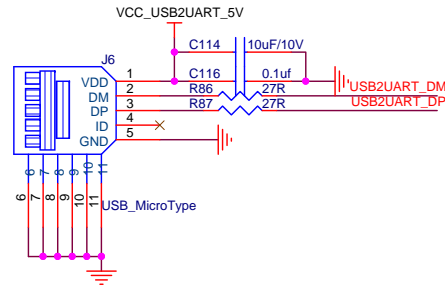 VCC_USB2UART_5V
C114 10uF/10V
J6
VDD 1 C116 0.1uf
DM 2 R86 27R USB2UART_DM
DP 3 R87 27R USB2UART_DP
ID 4
GND 5
6 7 8 9 10 11
6 7 8 9 10 11
USB_MicroType